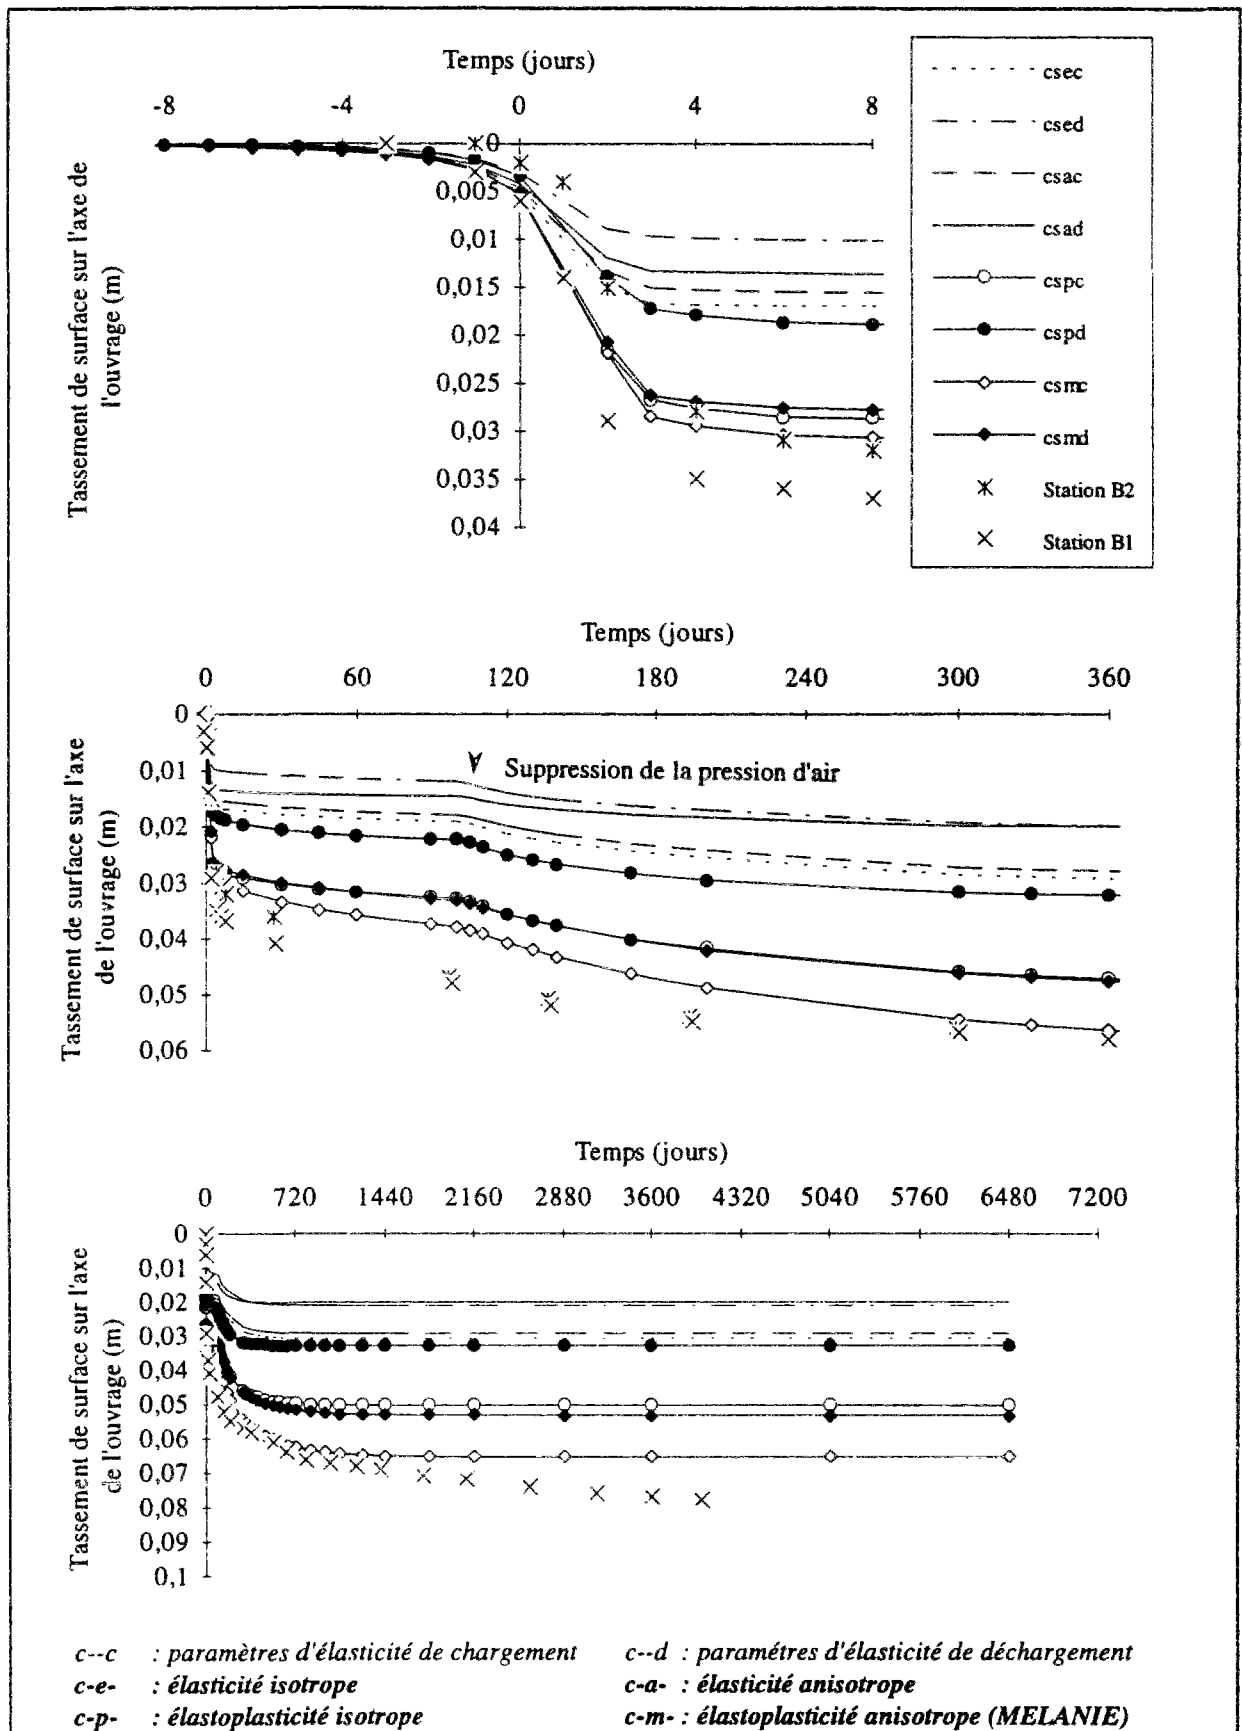 Temps (jours)
-8 -4 0 4 8
0
0,005
0,01
0,015
0,02
0,025
0,03
0,035
0,04
Tassement de surface sur l'axe de
l'ouvrage (m)
csec
csed
csac
csad
cspc
cspd
csmc
csmd
Station B2
Station B1
Temps (jours)
0 60 120 180 240 300 360
0
0,01
0,02
0,03
0,04
0,05
0,06
Tassement de surface sur l'axe
de l'ouvrage (m)
Suppression de la pression d'air
Temps (jours)
0 720 1440 2160 2880 3600 4320 5040 5760 6480 7200
0
0,01
0,02
0,03
0,04
0,05
0,06
0,07
0,08
0,09
0,1
Tassement de surface sur l'axe
de l'ouvrage (m)
c--c : paramètres d'élasticité de chargement c--d : paramétres d'élasticité de déchargement
c-e- : élasticité isotrope c-a- : élasticité anisotrope
c-p- : élastoplasticité isotrope c-m- : élastoplasticité anisotrope (MELANIE)